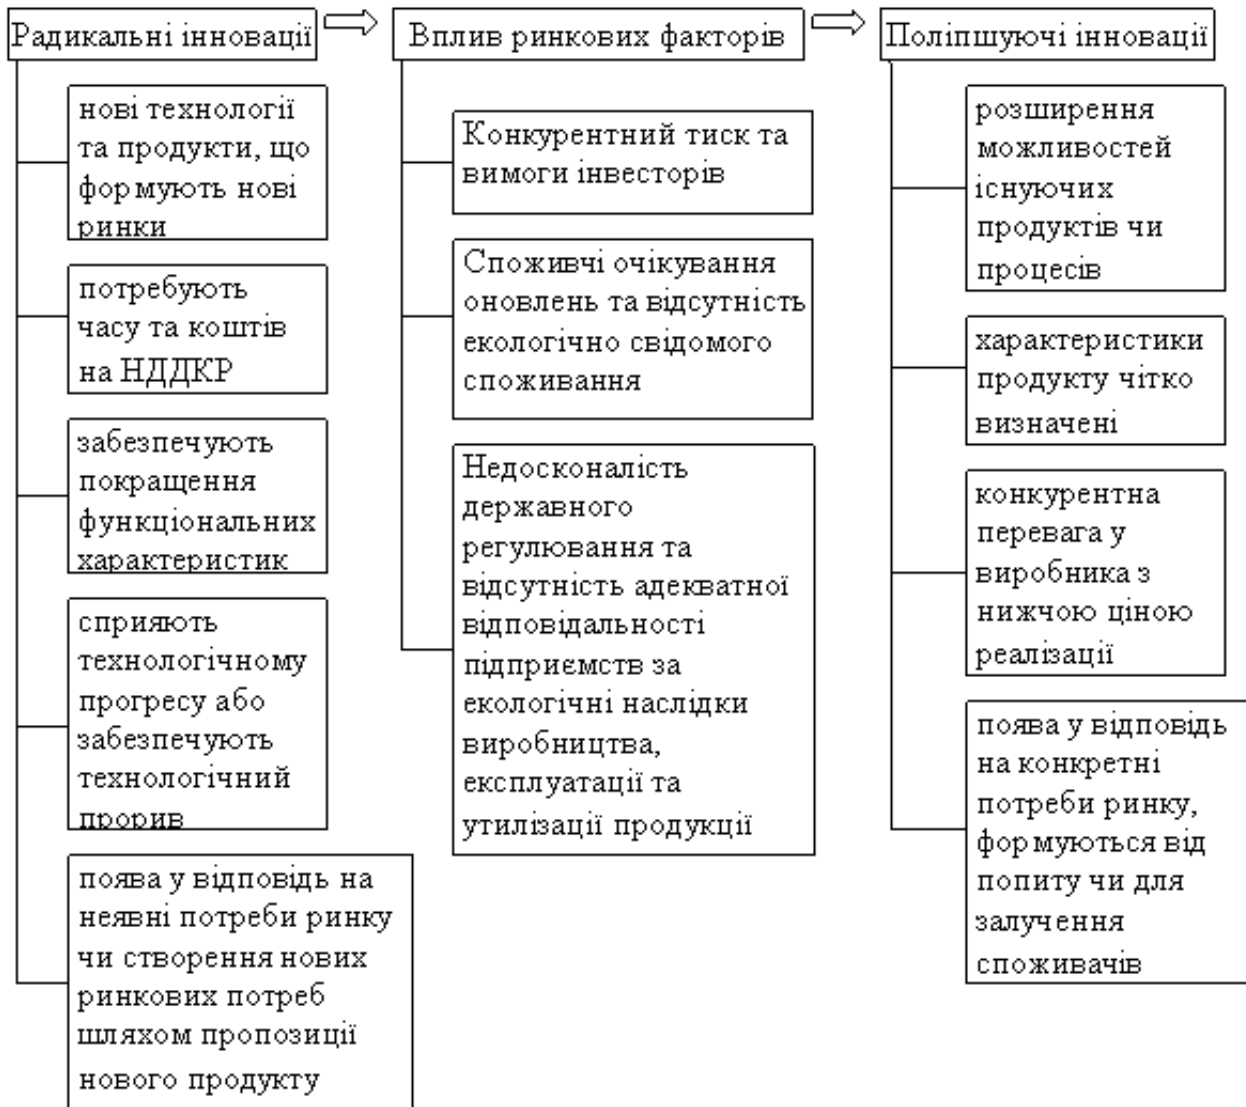 Радикальні інновації
Вплив ринкових факторів
Поліпшуючі інновації
нові технології
та продукти, що
формують нові
ринки
потребують
часу та коштів
на НДДКР
забезпечують
покращення
функціональних
характеристик
сприяють
технологічному
прогресу або
забезпечують
технологічний
прорив
поява у відповідь на
неявні потреби ринку
чи створення нових
ринкових потреб
шляхом пропозиції
нового продукту
Конкурентний тиск та
вимоги інвесторів
Споживчі очікування
оновлень та відсутність
екологічно свідомого
споживання
Недосконалість
державного
регулювання та
відсутність адекватної
відповідальності
підприємств за
екологічні наслідки
виробництва,
експлуатації та
утилізації продукції
розширення
можливостей
існуючих
продуктів чи
процесів
характеристики
продукту чітко
визначені
конкурентна
перевага у
виробника з
нижчою ціною
реалізації
поява у відповідь
на конкретні
потреби ринку,
формуються від
попиту чи для
залучення
споживачів